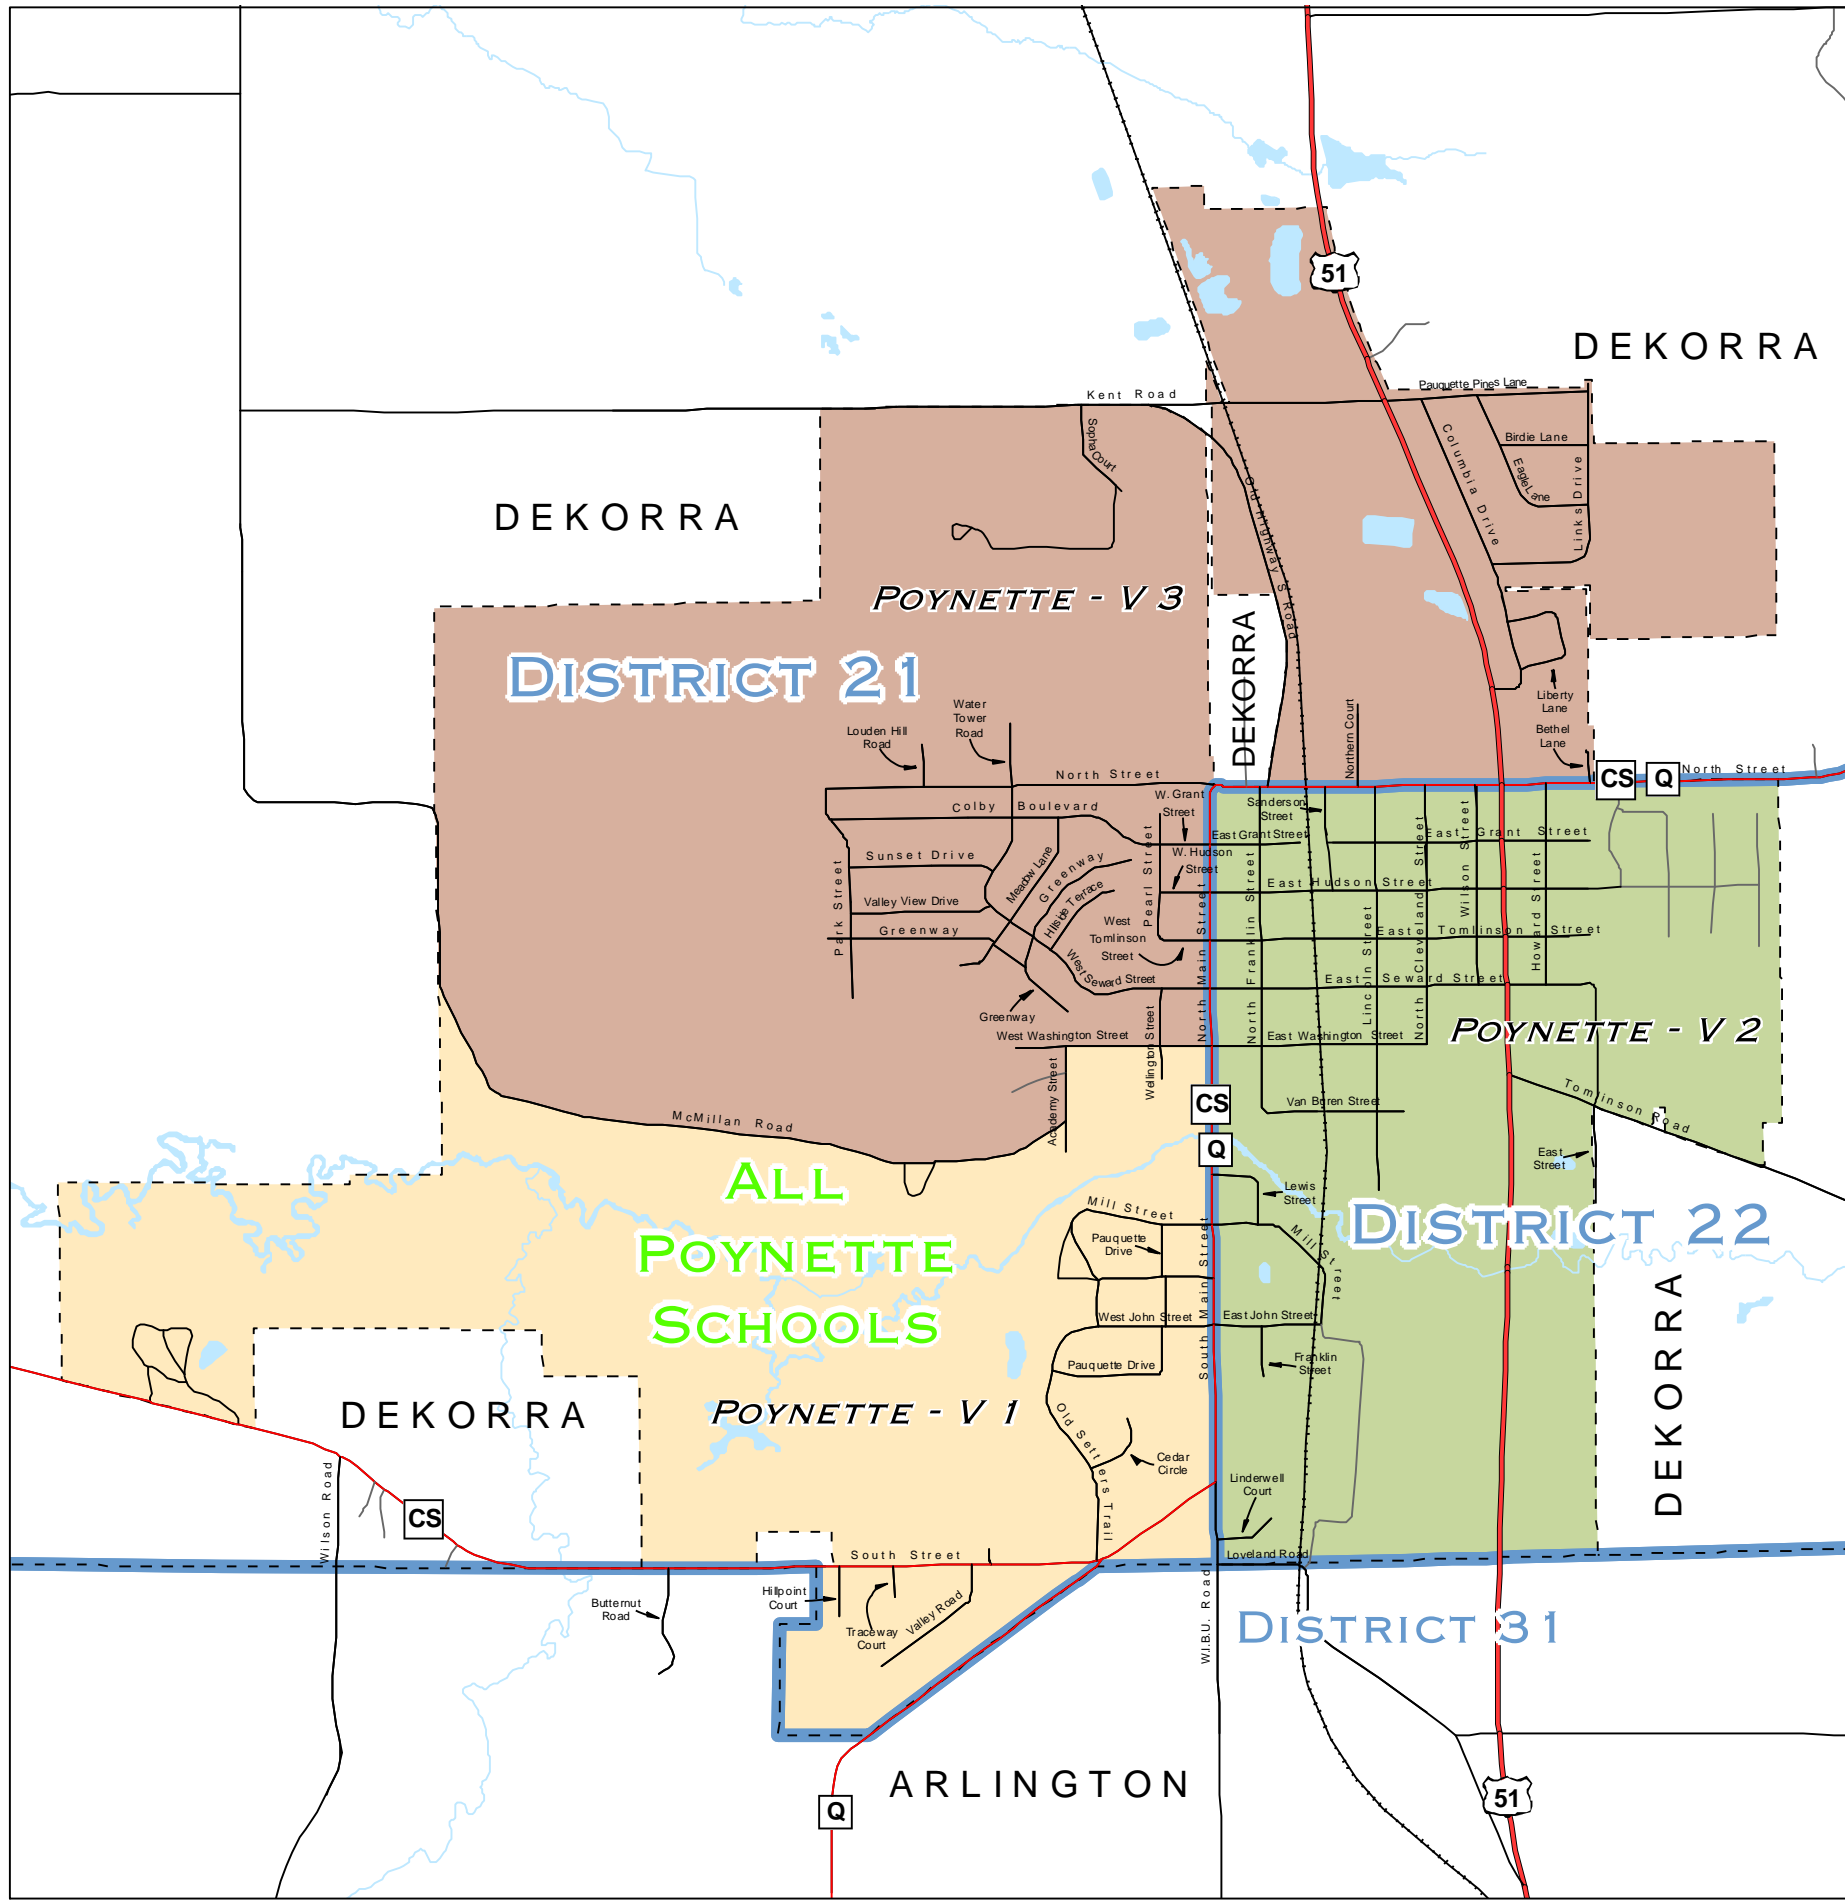 51
DEKORRA
Pauquette Pines Lane
Kent Road
Sopha Court
Columbia Drive
Birdie Lane
Eagle Lane
Links Drive
DEKORRA
Old Highway S Road
POYNETTE - V 3
DEKORRA
DISTRICT 21
Liberty
Lane
Water
Tower
Road
Louden Hill
Road
Northern Court
Bethel
Lane
North Street
CS
Q
North Street
W. Grant
Street
Sanderson
Street
Colby Boulevard
East Grant Street
East Grant Street
W. Hudson
Street
Sunset Drive
Meadow Lane
Greenway
Hillside Terrace
Pearl Street
East Hudson Street
Wilson Street
Howard Street
Park Street
Valley View Drive
Greenway
West
Tomlinson
Street
East Tomlinson Street
West Seward Street
East Seward Street
North Main Street
North Franklin Street
Lincoln Street
North Cleveland Street
Greenway
West Washington Street
East Washington Street
POYNETTE - V 2
Wellington Street
Academy Street
CS
Van Buren Street
Tomlinson Road
McMillan Road
Q
East
Street
ALL
POYNETTE
SCHOOLS
Lewis
Street
Mill Street
Mill Street
DISTRICT 22
Pauquette
Drive
West John Street
East John Street
South Main Street
Pauquette Drive
Franklin
Street
DEKORRA
DEKORRA
POYNETTE - V 1
Old Settlers Trail
Cedar
Circle
Linderwell
Court
Wilson Road
CS
South Street
Loveland Road
Hillpoint
Court
Butternut
Road
Traceway
Court
Valley Road
W.I.B.U. Road
DISTRICT 31
ARLINGTON
Q
51